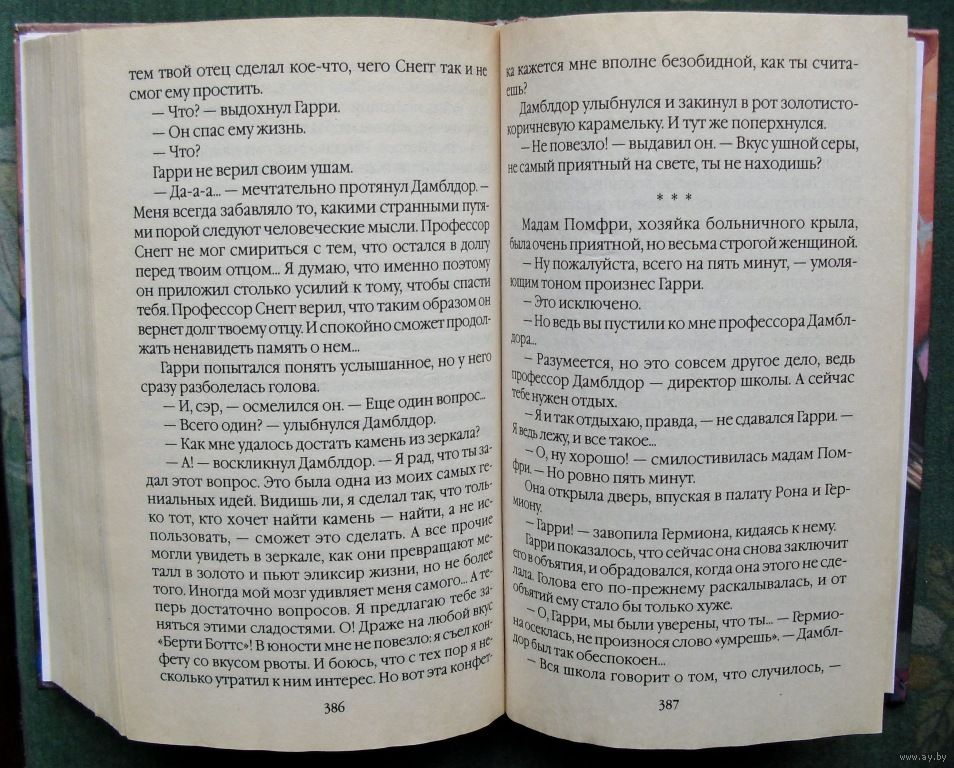 тем твой отец сделал кое-что, чего Снегг так и не
смог ему простить.
— Что? — выдохнул Гарри.
— Он спас ему жизнь.
— Что?
Гарри не верил своим ушам.
— Да-а-а... — мечтательно протянул Дамблдор. —
Меня всегда забавляло то, какими странными путя-
ми порой следуют человеческие мысли. Профессор
Снегг не мог смириться с тем, что остался в долгу
перед твоим отцом... Я думаю, что именно поэтому
он приложил столько усилий к тому, чтобы спасти
тебя. Профессор Снегг верил, что таким образом он
вернет долг твоему отцу. И спокойно сможет продол-
жать ненавидеть память о нем...
Гарри попытался понять услышанное, но у него
сразу разболелась голова.
— И, сэр, — осмелился он. — Еще один вопрос...
— Всего один? — улыбнулся Дамблдор.
— Как мне удалось достать камень из зеркала?
— А! — воскликнул Дамблдор. — Я рад, что ты за-
дал этот вопрос. Это была одна из моих самых ге-
ниальных идей. Видишь ли, я сделал так, что толь-
ко тот, кто хочет найти камень — найти, а не ис-
пользовать, — сможет это сделать. А все прочие
могли увидеть в зеркале, как они превращают ме-
талл в золото и пьют эликсир жизни, но не более
того. Иногда мой мозг удивляет меня самого... А те-
перь достаточно вопросов. Я предлагаю тебе за-
няться этими сладостями. О! Драже на любой вкус
«Берти Боттс»! В юности мне не повезло: я съел кон-
фету со вкусом рвоты. И боюсь, что с тех пор я не-
сколько утратил к ним интерес. Но вот эта конфет-
386
ка кажется мне вполне безобидной, как ты счита-
ешь?
Дамблдор улыбнулся и закинул в рот золотисто-
коричневую карамельку. И тут же поперхнулся.
— Не повезло! — выдавил он. — Вкус ушной серы,
не самый приятный на свете, ты не находишь?
* * *
Мадам Помфри, хозяйка больничного крыла,
была очень приятной, но весьма строгой женщиной.
— Ну пожалуйста, всего на пять минут, — умоля-
ющим тоном произнес Гарри.
— Это исключено.
— Но ведь вы пустили ко мне профессора Дамбл-
дора...
— Разумеется, но это совсем другое дело, ведь
профессор Дамблдор — директор школы. А сейчас
тебе нужен отдых.
— Я и так отдыхаю, правда, — не сдавался Гарри. —
Я ведь лежу, и все такое...
— О, ну хорошо! — смилостивилась мадам Пом-
фри. — Но ровно пять минут.
Она открыла дверь, впуская в палату Рона и Гер-
миону.
— Гарри! — завопила Гермиона, кидаясь к нему.
Гарри показалось, что сейчас она снова заключит
его в объятия, и обрадовался, когда она этого не сде-
лала. Голова его по-прежнему раскалывалась, и от
объятий ему стало бы только хуже.
— О, Гарри, мы были уверены, что ты... — Гермио-
на осеклась, не произнося слово «умрешь». — Дамбл-
дор был так обеспокоен...
— Вся школа говорит о том, что случилось, —
387
www.ay.by